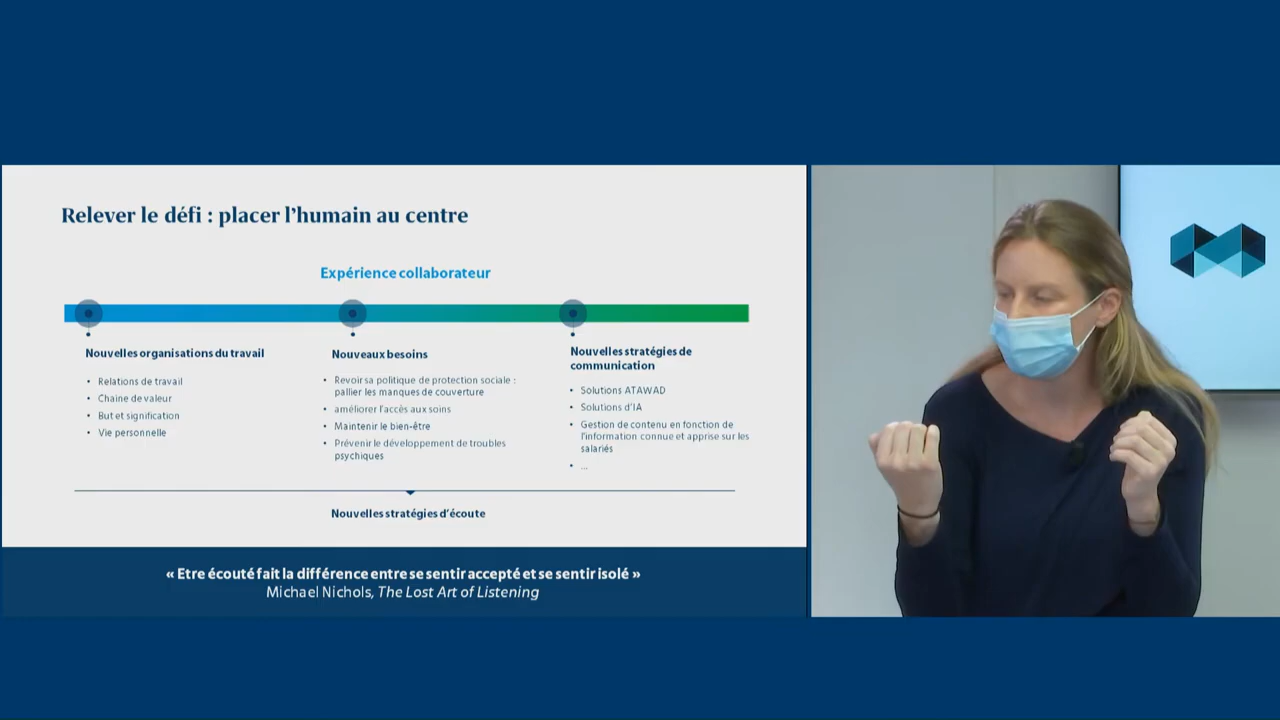 Relever le défi : placer l’humain au centre
Expérience collaborateur
Nouvelles organisations du travail
• Relations de travail
• Chaine de valeur
• But et signification
• Vie personnelle
Nouveaux besoins
• Revoir sa politique de protection sociale :
pallier les manques de couverture
• améliorer l'accès aux soins
• Maintenir le bien-être
• Prévenir le développement de troubles
psychiques
Nouvelles stratégies de
communication
• Solutions ATAWAD
• Solutions d'IA
• Gestion de contenu en fonction de
l'information connue et apprise sur les
salariés
• ...
Nouvelles stratégies d’écoute
« Etre écouté fait la différence entre se sentir accepté et se sentir isolé »
Michael Nichols, The Lost Art of Listening